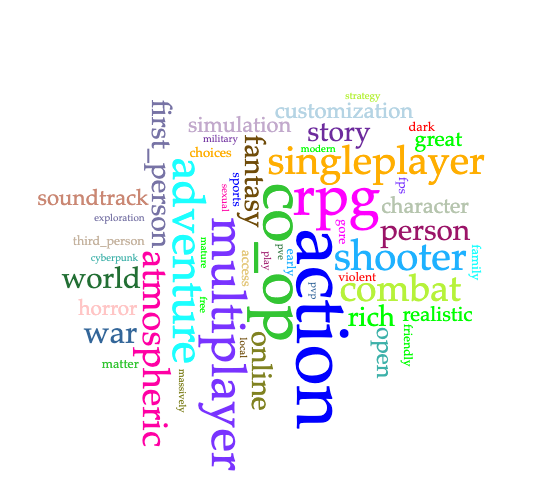 strategy
customization
simulation
military
story
dark
great
modern
choices
singleplayer
first_person
fantasy
sports
sexual
adventure
rpg
fps
character
soundtrack
exploration
third_person
cyberpunk
world
horror
war
matter
atmospheric
mature
free
massively
multiplayer
access
local
online
co_op
pve
play
early
gore
person
action
shooter
family
violent
pvp
combat
rich
realistic
open
friendly